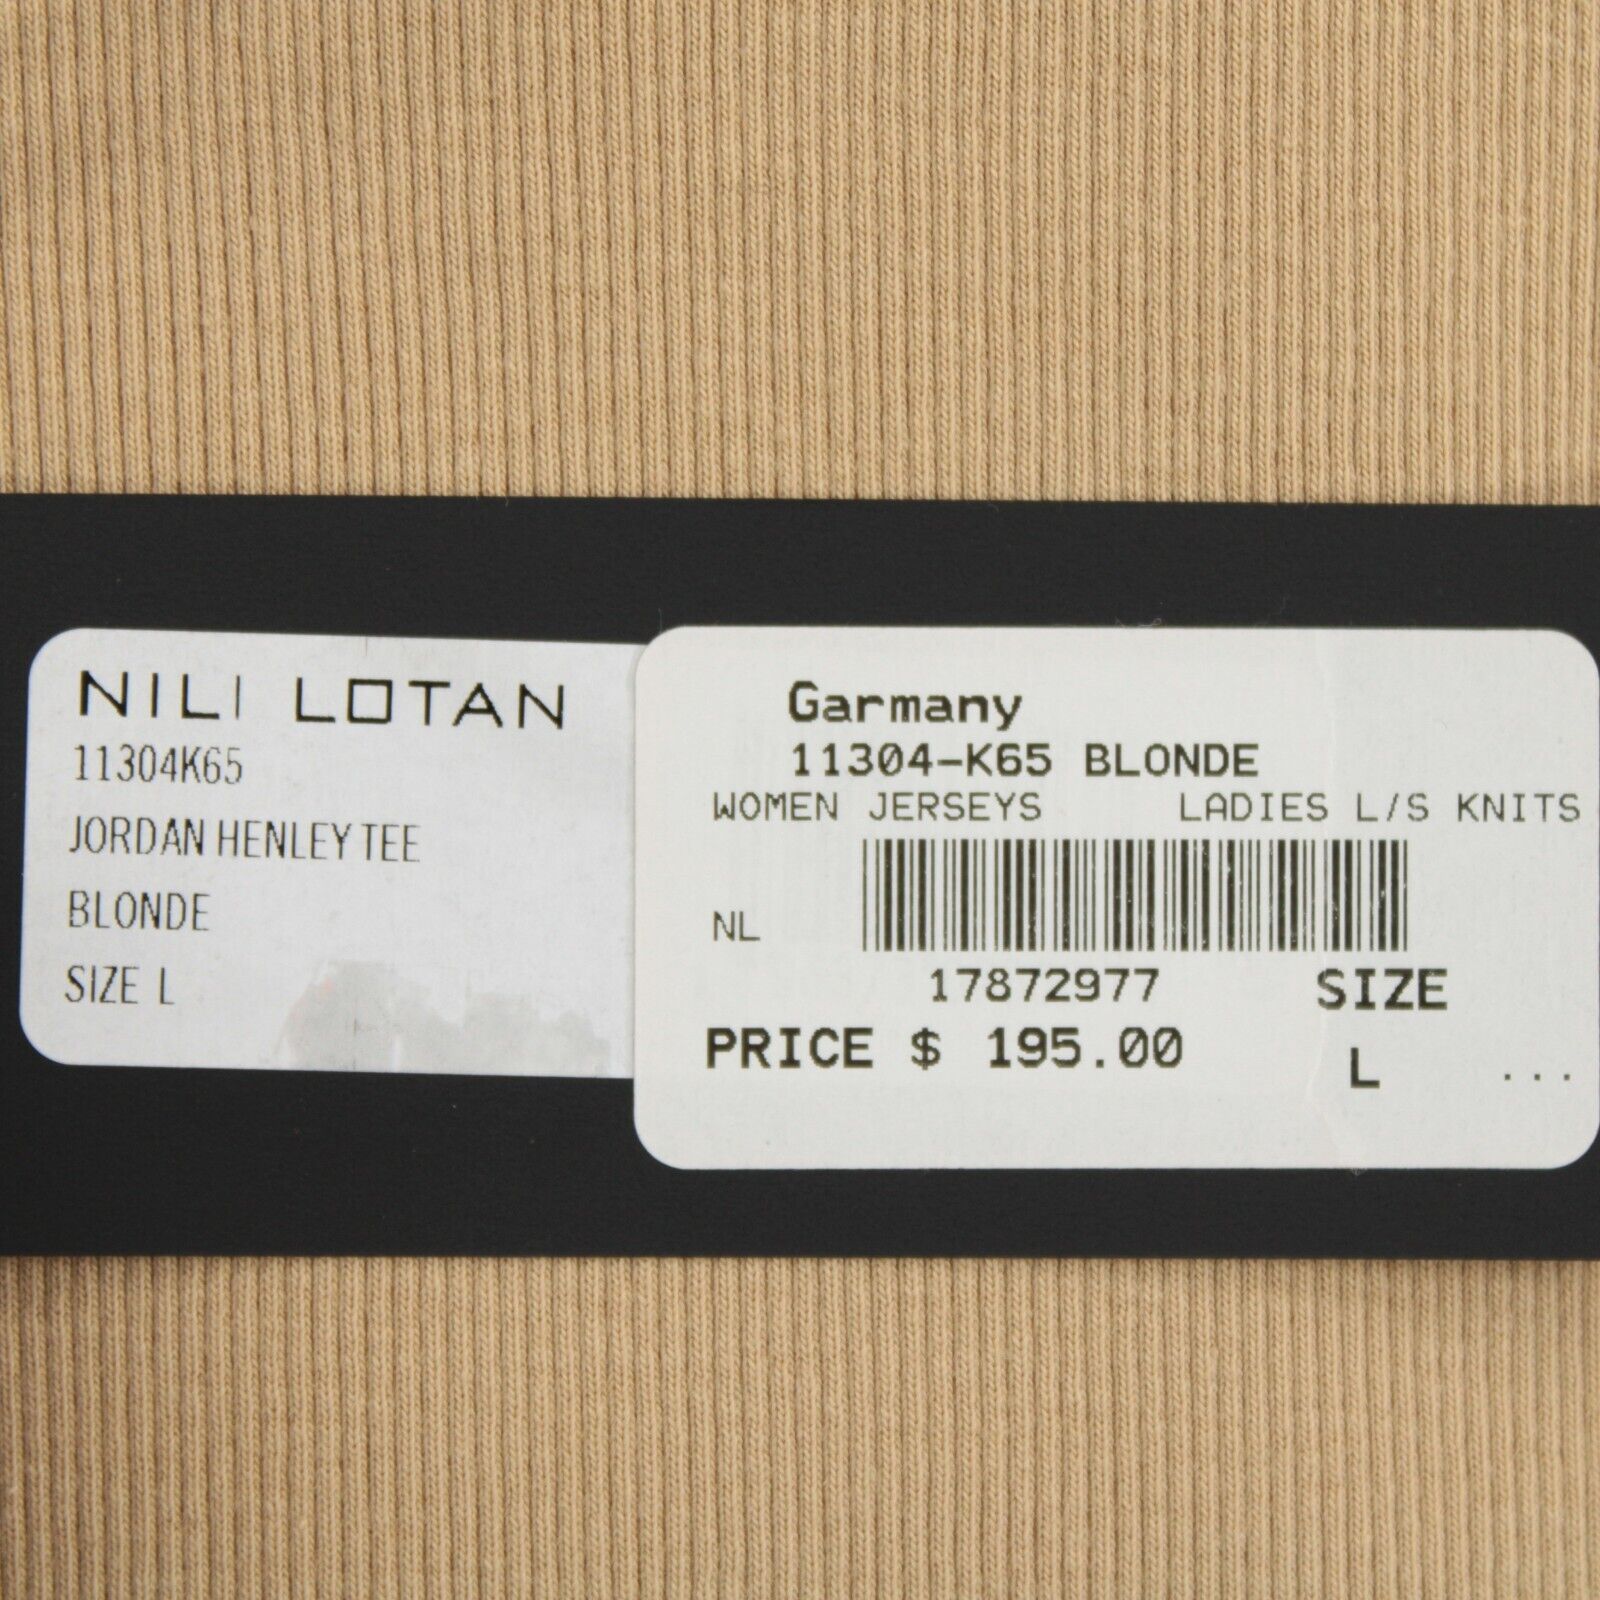 NILI LOTAN
11304K65
JORDAN HENLEY TEE
BLONDE
SIZE L
Garmany
11304-K65 BLONDE
WOMEN JERSEYS LADIES L/S KNITS
NL
17872977 SIZE
PRICE $ 195.00 L ...